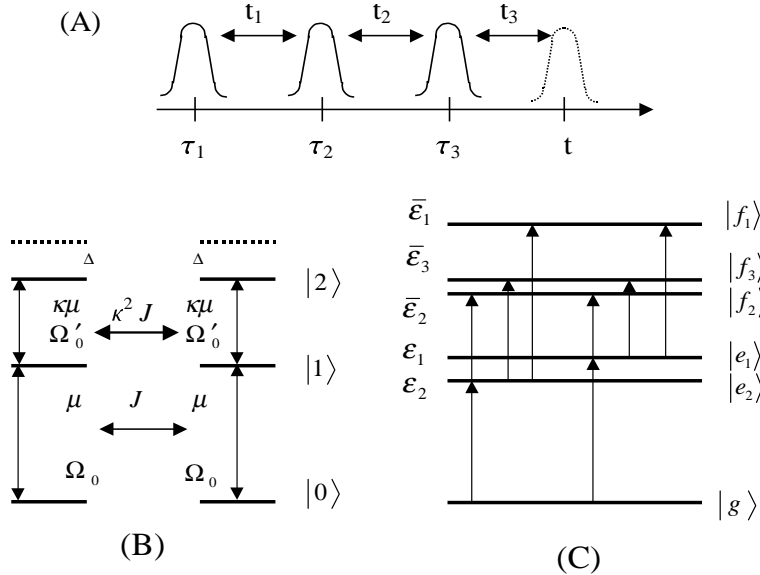 (A)
t₁ t₂ t₃
τ₁ τ₂ τ₃ t
Δ Δ
|2⟩
κμ κ² J κμ
Ω′₀ Ω′₀
|1⟩
μ J μ
Ω₀ Ω₀
|0⟩
(B)
ε̄₁ |f₁⟩
ε̄₃ |f₃⟩
ε̄₂ |f₂⟩
ε₁ |e₁⟩
ε₂ |e₂⟩
|g⟩
(C)